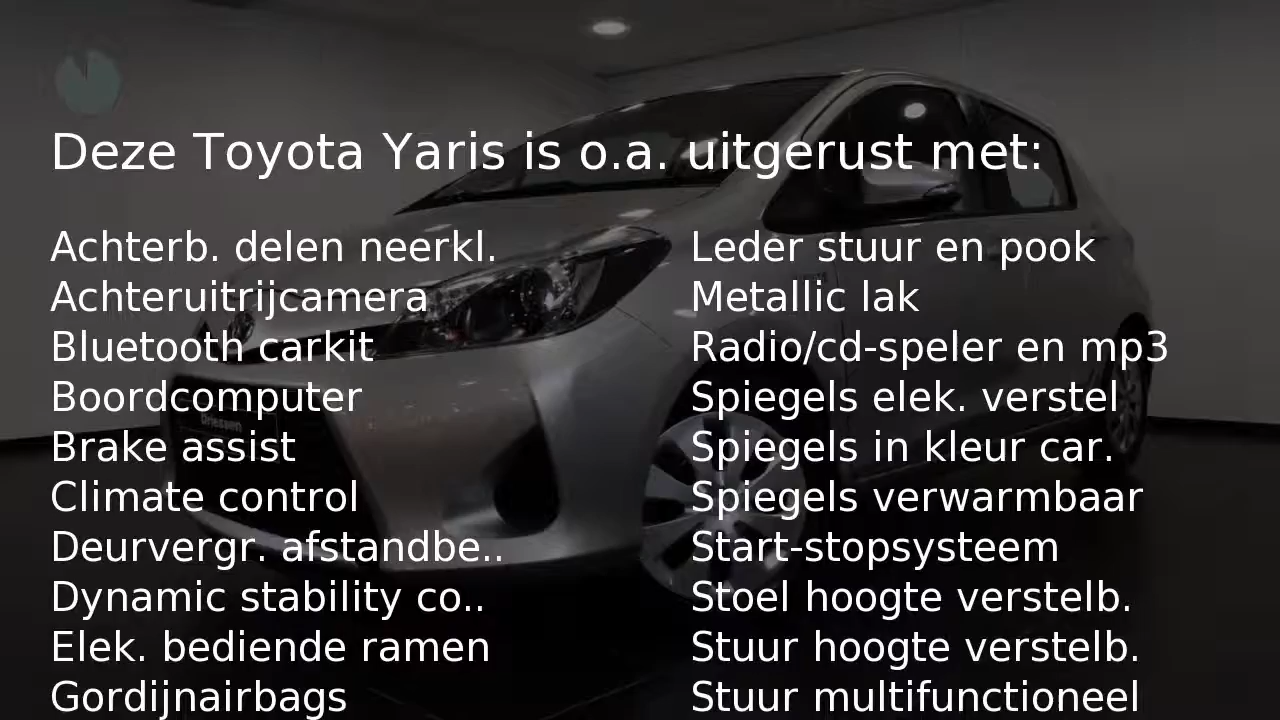 Deze Toyota Yaris is o.a. uitgerust met:
Achterb. delen neerkl.
Achteruitrijcamera
Bluetooth carkit
Boordcomputer
Brake assist
Climate control
Deurvergr. afstandbe..
Dynamic stability co..
Elek. bediende ramen
Gordijnairbags
Leder stuur en pook
Metallic lak
Radio/cd-speler en mp3
Spiegels elek. verstel
Spiegels in kleur car.
Spiegels verwarmbaar
Start-stopsysteem
Stoel hoogte verstelb.
Stuur hoogte verstelb.
Stuur multifunctioneel
Driessen